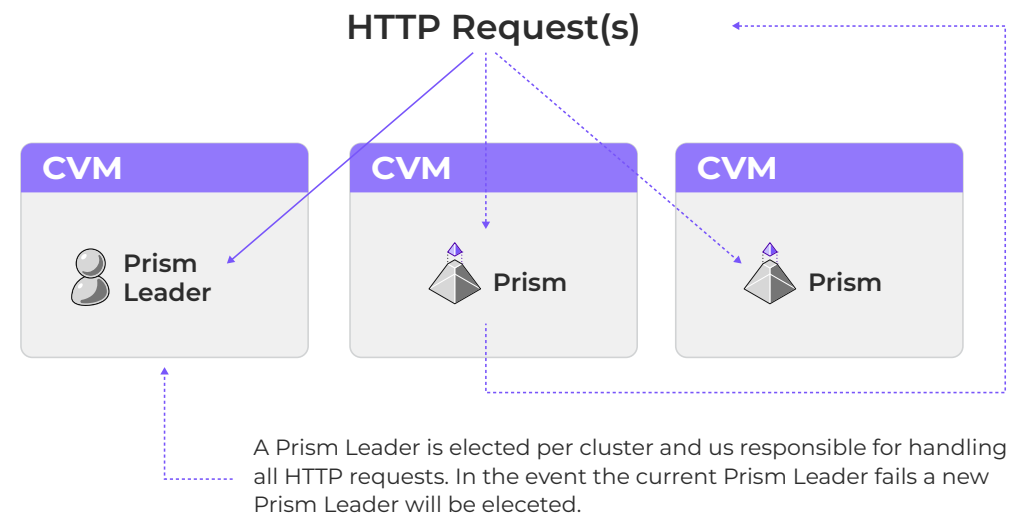 HTTP Request(s)
CVM
CVM
CVM
Prism
Leader
Prism
Prism
A Prism Leader is elected per cluster and us responsible for handling
all HTTP requests. In the event the current Prism Leader fails a new
Prism Leader will be eleceted.